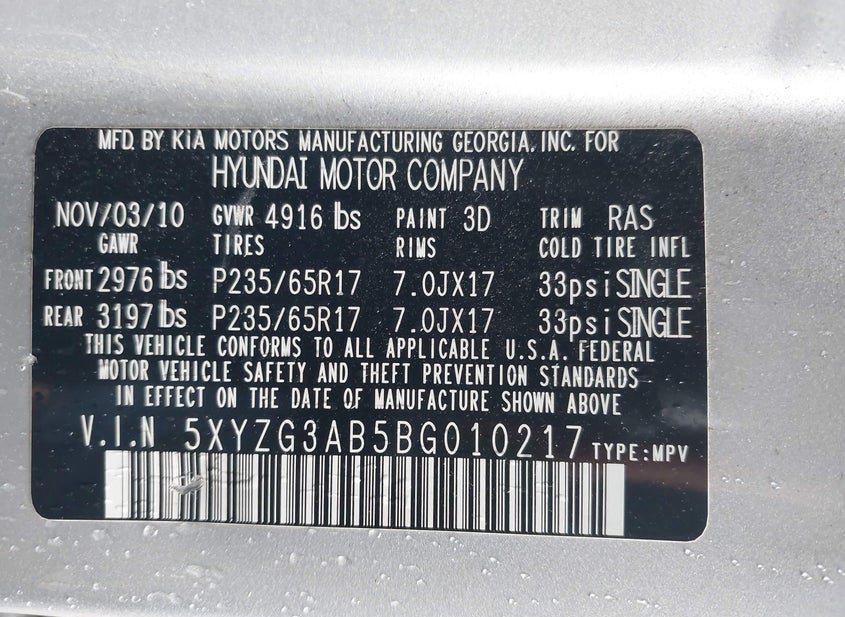 MFD. BY KIA MOTORS MANUFACTURING GEORGIA, INC. FOR
HYUNDAI MOTOR COMPANY
NOV/03/10 GVWR 4916 lbs PAINT 3D TRIM RAS
GAWR TIRES RIMS COLD TIRE INFL
FRONT 2976 lbs P235/65R17 7.0JX17 33psi SINGLE
REAR 3197 lbs P235/65R17 7.0JX17 33psi SINGLE
THIS VEHICLE CONFORMS TO ALL APPLICABLE U.S.A. FEDERAL
MOTOR VEHICLE SAFETY AND THEFT PREVENTION STANDARDS
IN EFFECT ON THE DATE OF MANUFACTURE SHOWN ABOVE
V.I.N 5XYZG3AB5BG010217 TYPE:MPV